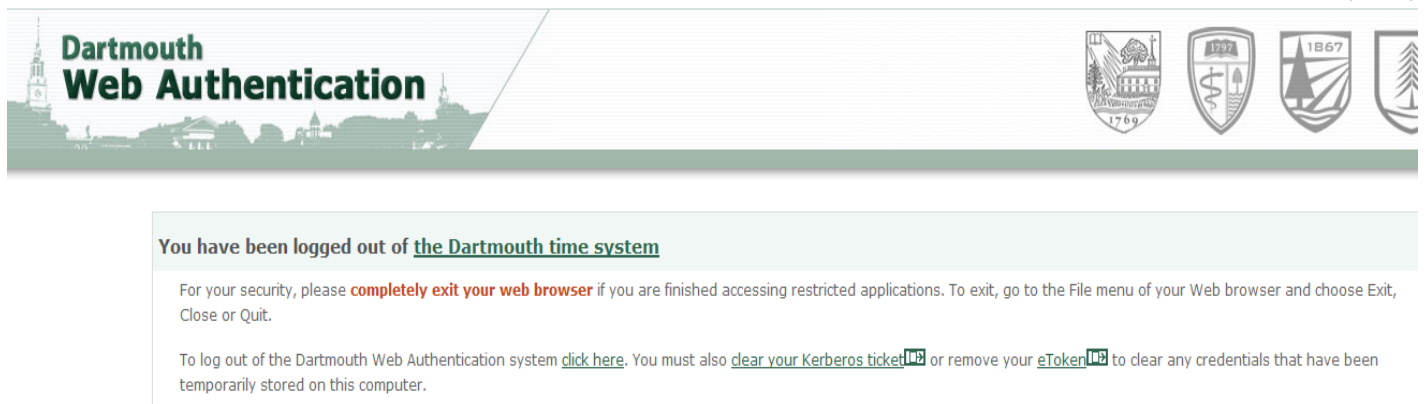 Dartmouth
Web Authentication
1769
1797
1867
You have been logged out of the Dartmouth time system
For your security, please completely exit your web browser if you are finished accessing restricted applications. To exit, go to the File menu of your Web browser and choose Exit,
Close or Quit.
To log out of the Dartmouth Web Authentication system click here. You must also clear your Kerberos ticket or remove your eToken to clear any credentials that have been
temporarily stored on this computer.